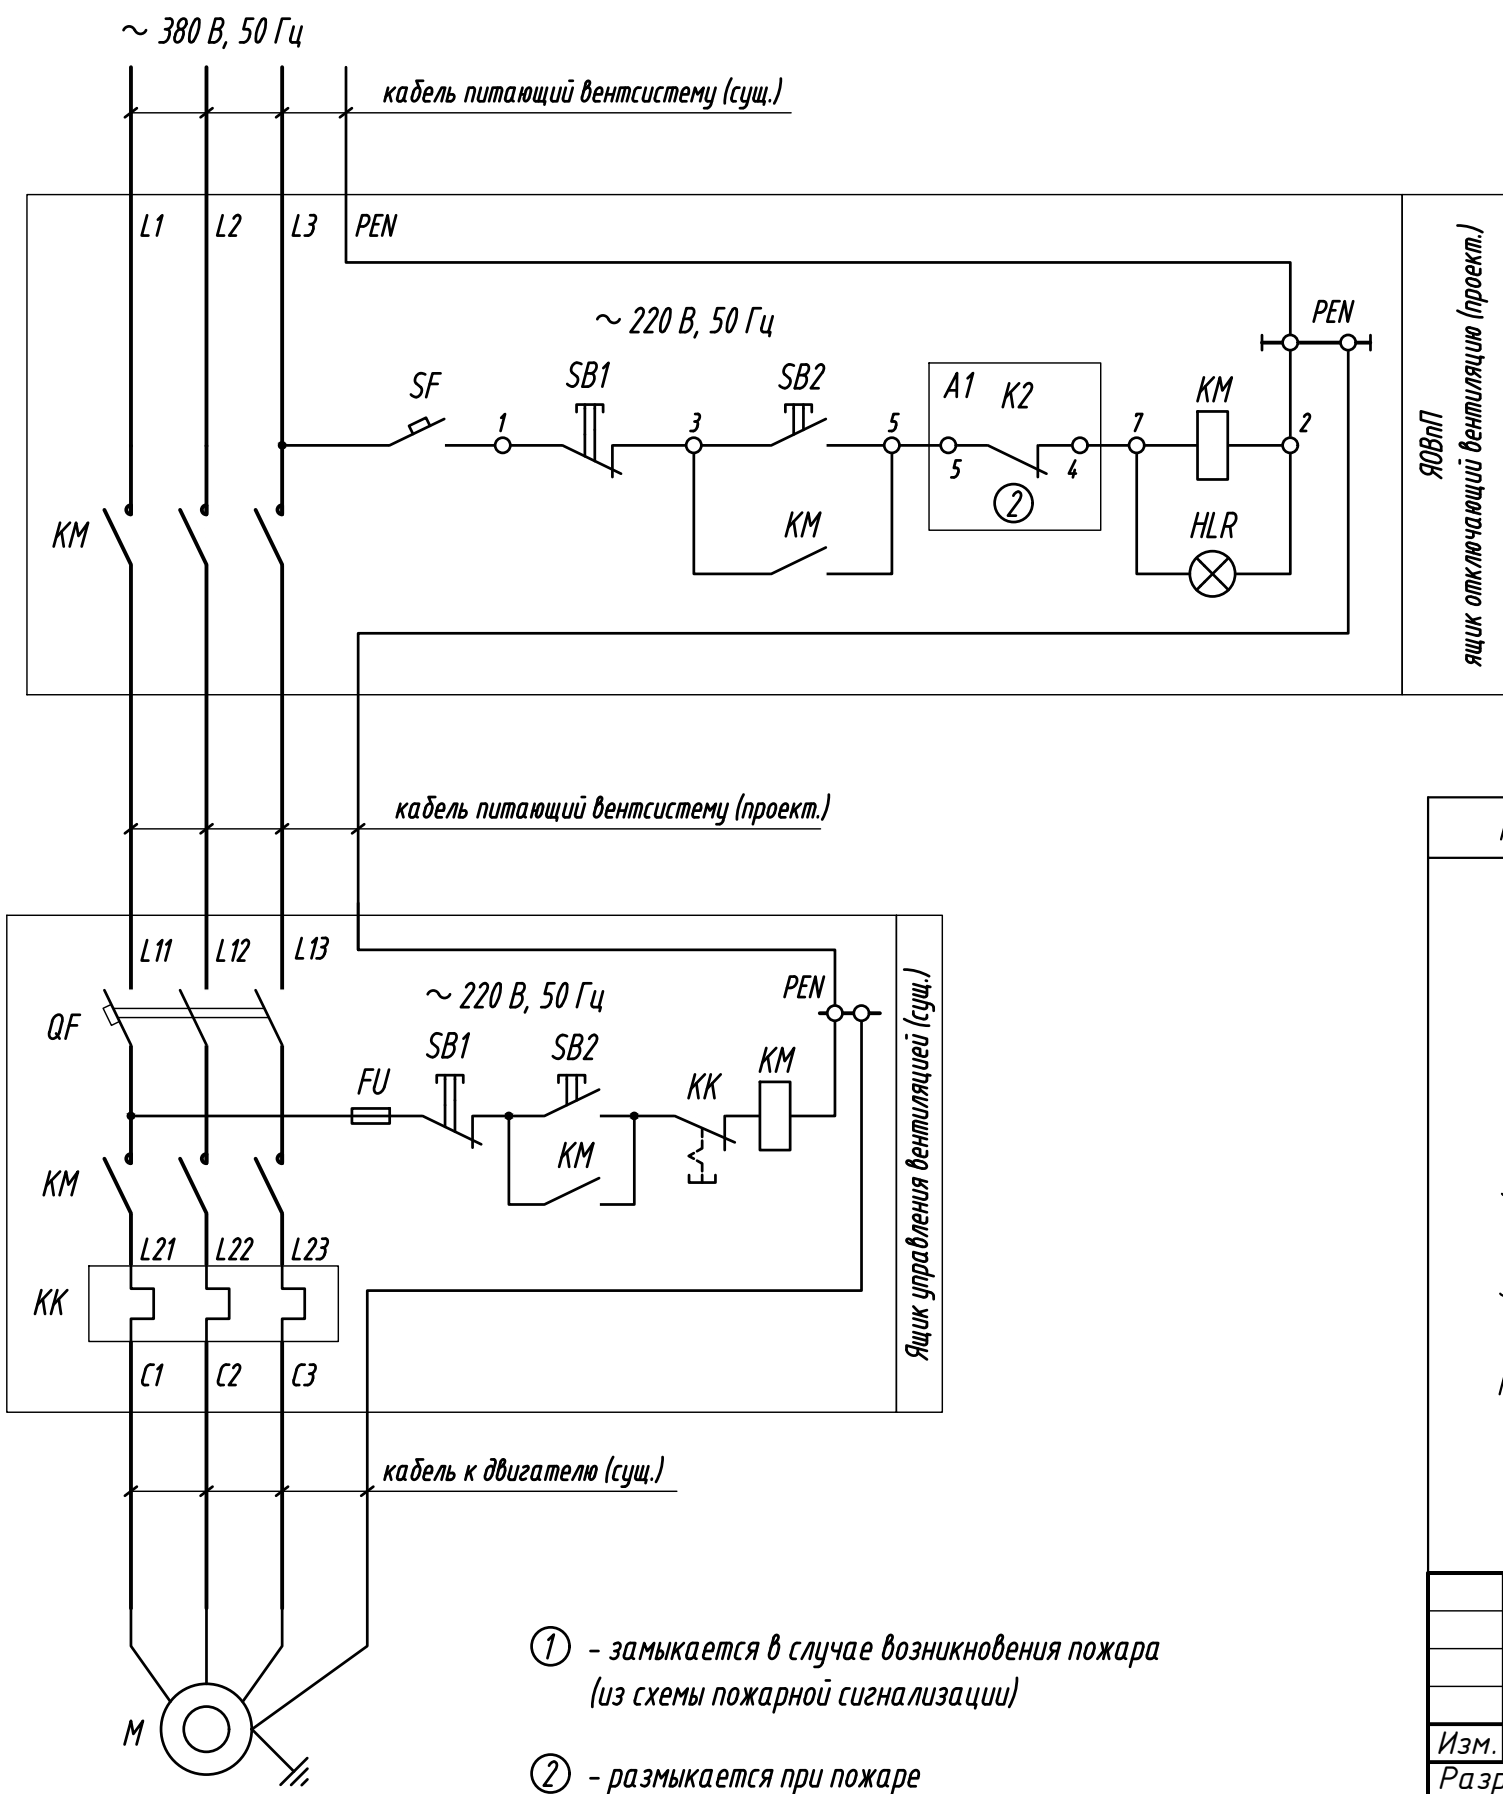 ~ 380 В, 50 Гц
кабель питающий вентсистему (сущ.)
L1 L2 L3 PEN
~ 220 В, 50 Гц
PEN
SF SB1 SB2 A1 K2 KM
1 3 5 5 4 7 2
2
KM
KM
HLR
ЯОВпП
ящик отключающий вентиляцию (проект.)
кабель питающий вентсистему (проект.)
L11 L12 L13
~ 220 В, 50 Гц
PEN
QF
FU SB1 SB2 KK KM
KM
KM
L21 L22 L23
KK
C1 C2 C3
Ящик управления вентиляцией (сущ.)
кабель к двигателю (сущ.)
M
1 - замыкается в случае возникновения пожара
(из схемы пожарной сигнализации)
2 - размыкается при пожаре
Изм.
Разр